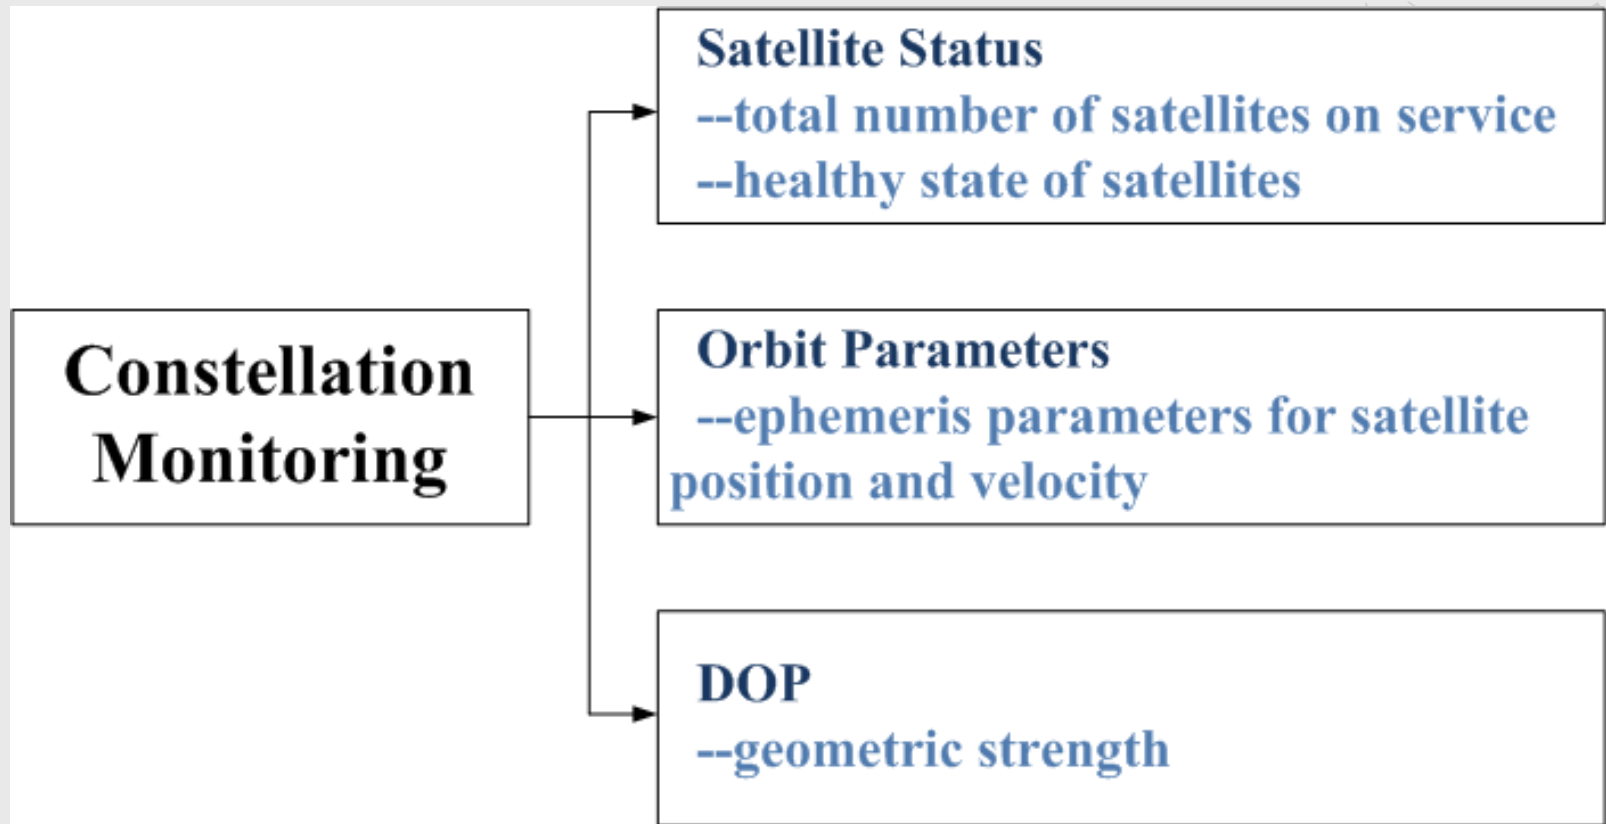 Satellite Status
--total number of satellites on service
--healthy state of satellites
Constellation
Monitoring
Orbit Parameters
--ephemeris parameters for satellite
position and velocity
DOP
--geometric strength